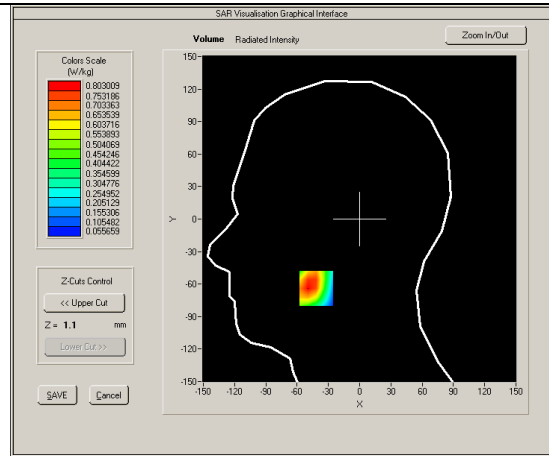 SAR Visualisation Graphical Interface
Volume Radiated Intensity
Zoom In/Out
Colors Scale
(W/kg)
0.803009
0.753186
0.703363
0.653539
0.603716
0.553893
0.504069
0.454246
0.404422
0.354599
0.304776
0.254952
0.205129
0.155306
0.105482
0.055659
Z-Cuts Control
<< Upper Cut
Z = 1.1 mm
Lower Cut >>
SAVE Cancel
150-
120-
90-
60-
30-
0-
-30-
-60-
-90-
-120-
-150-
Y
-150 -120 -90 -60 -30 0 30 60 90 120 150
X